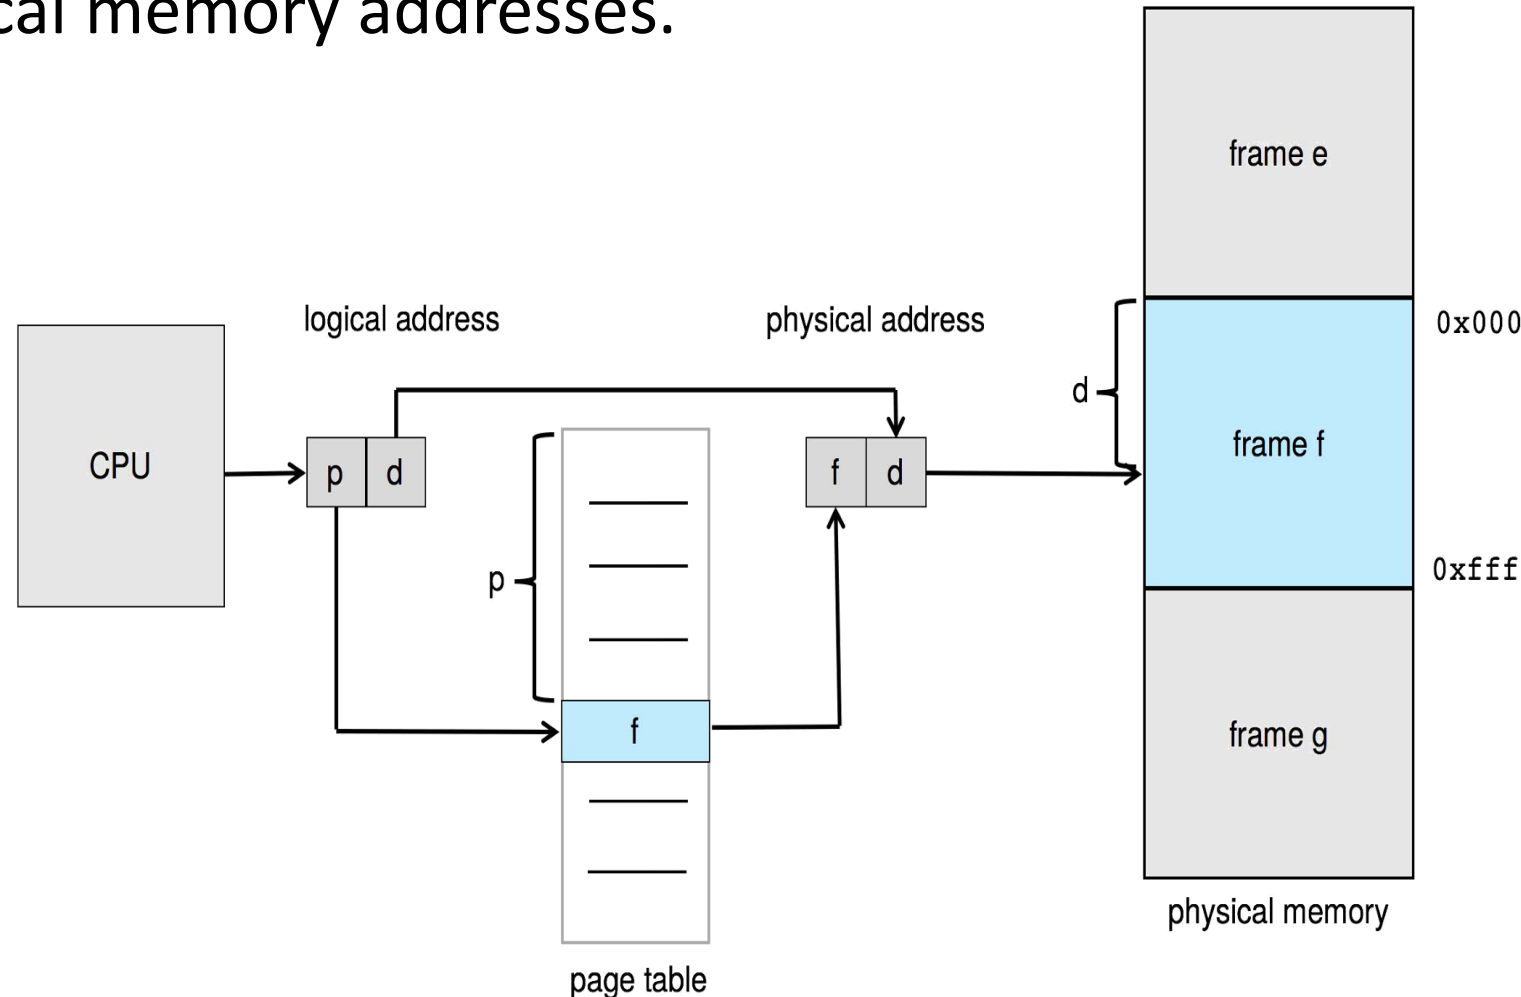 cal memory addresses.
frame e
logical address
physical address
0x000
d
CPU
p d
f d
frame f
p
0xfff
f
frame g
physical memory
page table